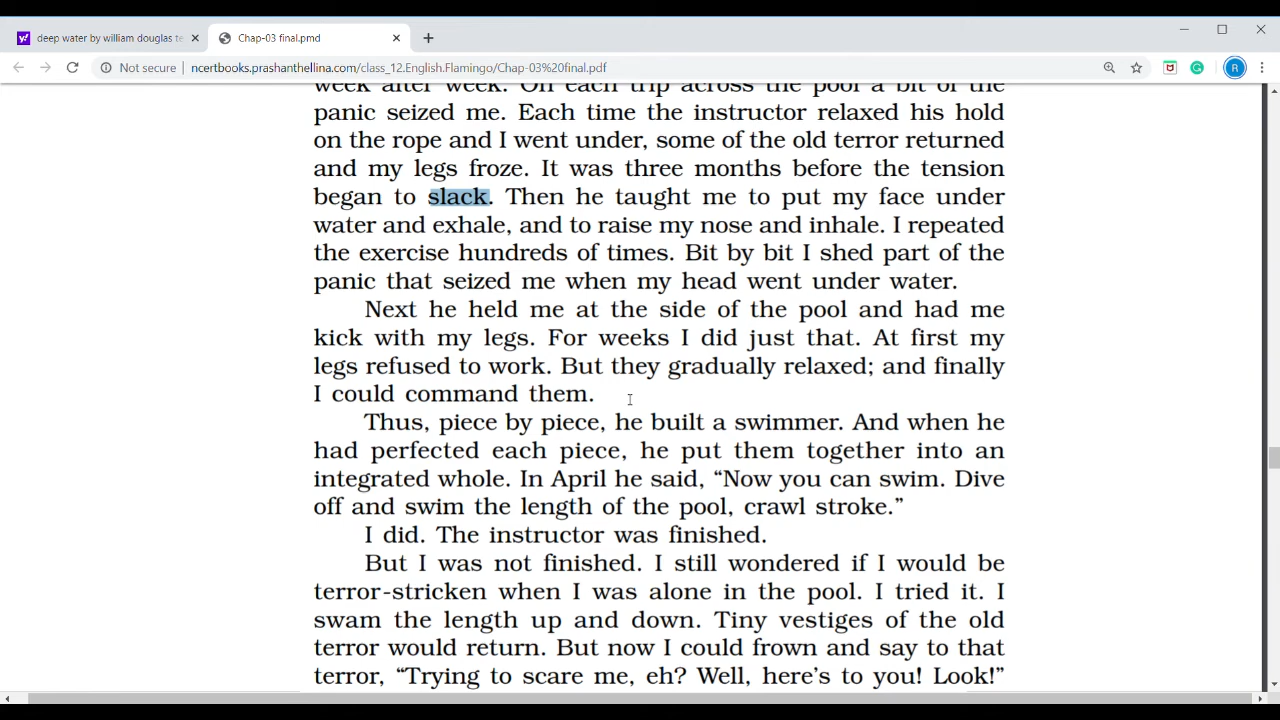 deep water by william douglas te
Chap-03 final.pmd
Not secure | ncertbooks.prashanthellina.com/class_12.English.Flamingo/Chap-03%20final.pdf
R
week after week. On each trip across the pool a bit of the
panic seized me. Each time the instructor relaxed his hold
on the rope and I went under, some of the old terror returned
and my legs froze. It was three months before the tension
began to slack. Then he taught me to put my face under
water and exhale, and to raise my nose and inhale. I repeated
the exercise hundreds of times. Bit by bit I shed part of the
panic that seized me when my head went under water.
Next he held me at the side of the pool and had me
kick with my legs. For weeks I did just that. At first my
legs refused to work. But they gradually relaxed; and finally
I could command them.
Thus, piece by piece, he built a swimmer. And when he
had perfected each piece, he put them together into an
integrated whole. In April he said, “Now you can swim. Dive
off and swim the length of the pool, crawl stroke.”
I did. The instructor was finished.
But I was not finished. I still wondered if I would be
terror-stricken when I was alone in the pool. I tried it. I
swam the length up and down. Tiny vestiges of the old
terror would return. But now I could frown and say to that
terror, “Trying to scare me, eh? Well, here’s to you! Look!”